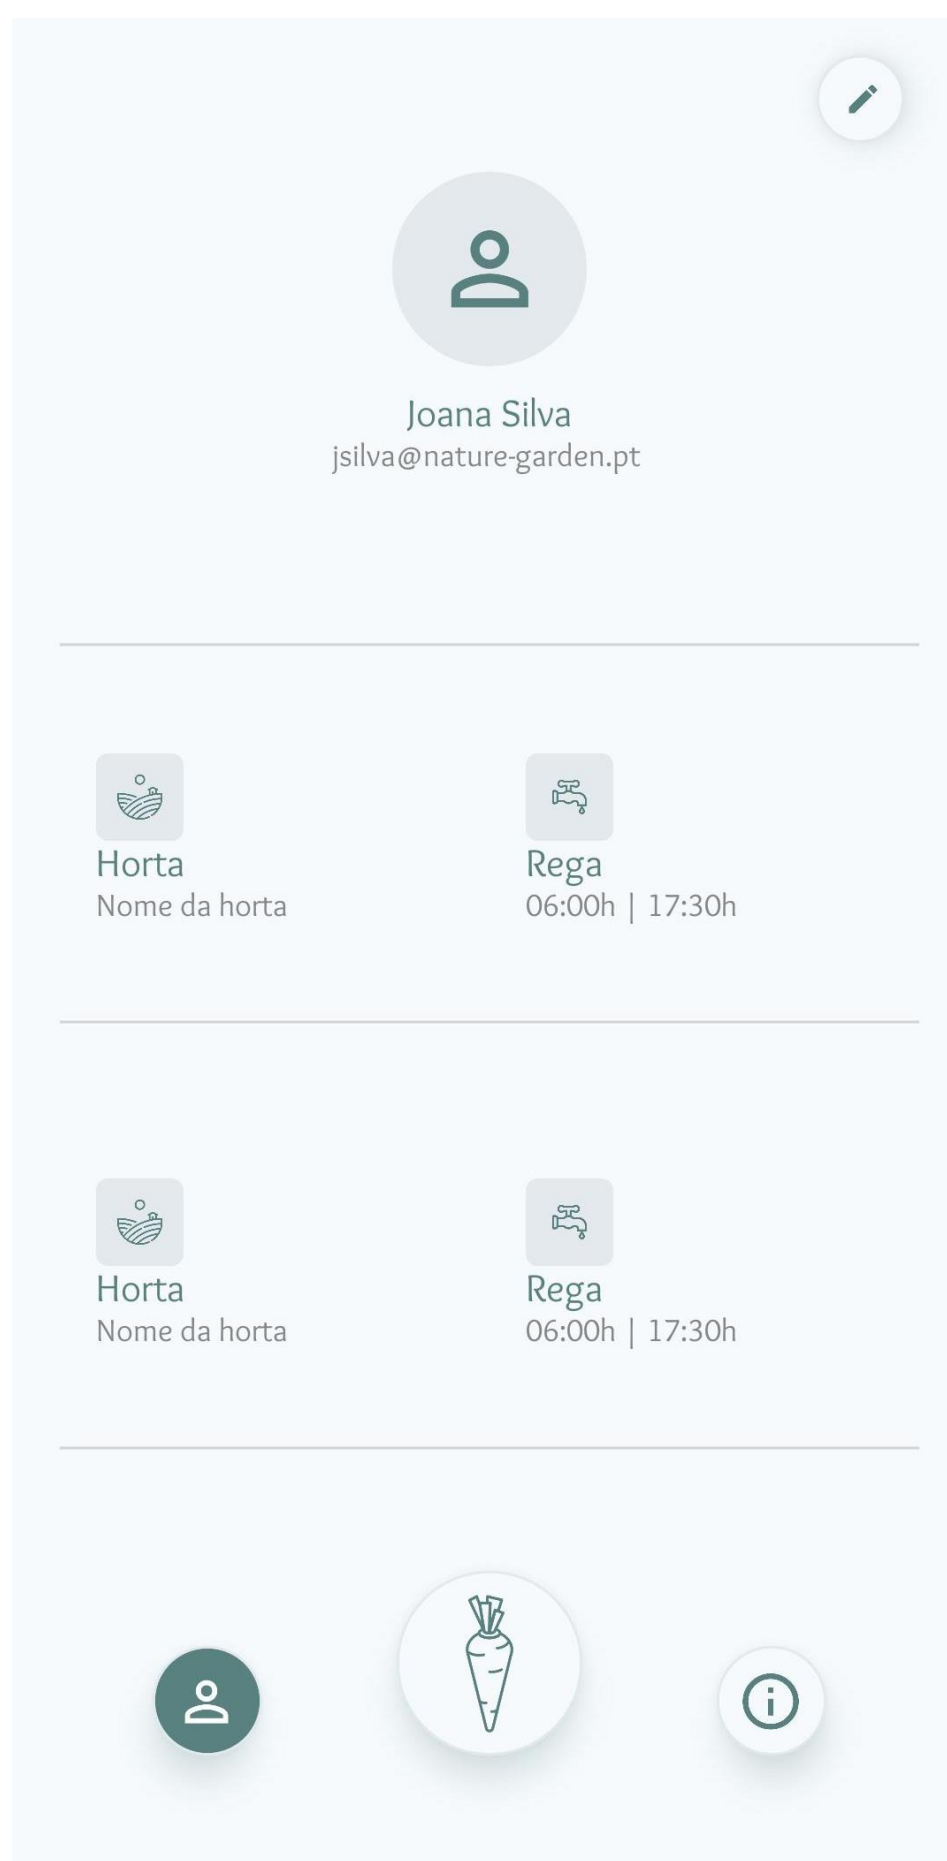 Joana Silva
jsilva@nature-garden.pt
Horta
Nome da horta
Rega
06:00h | 17:30h
Horta
Nome da horta
Rega
06:00h | 17:30h